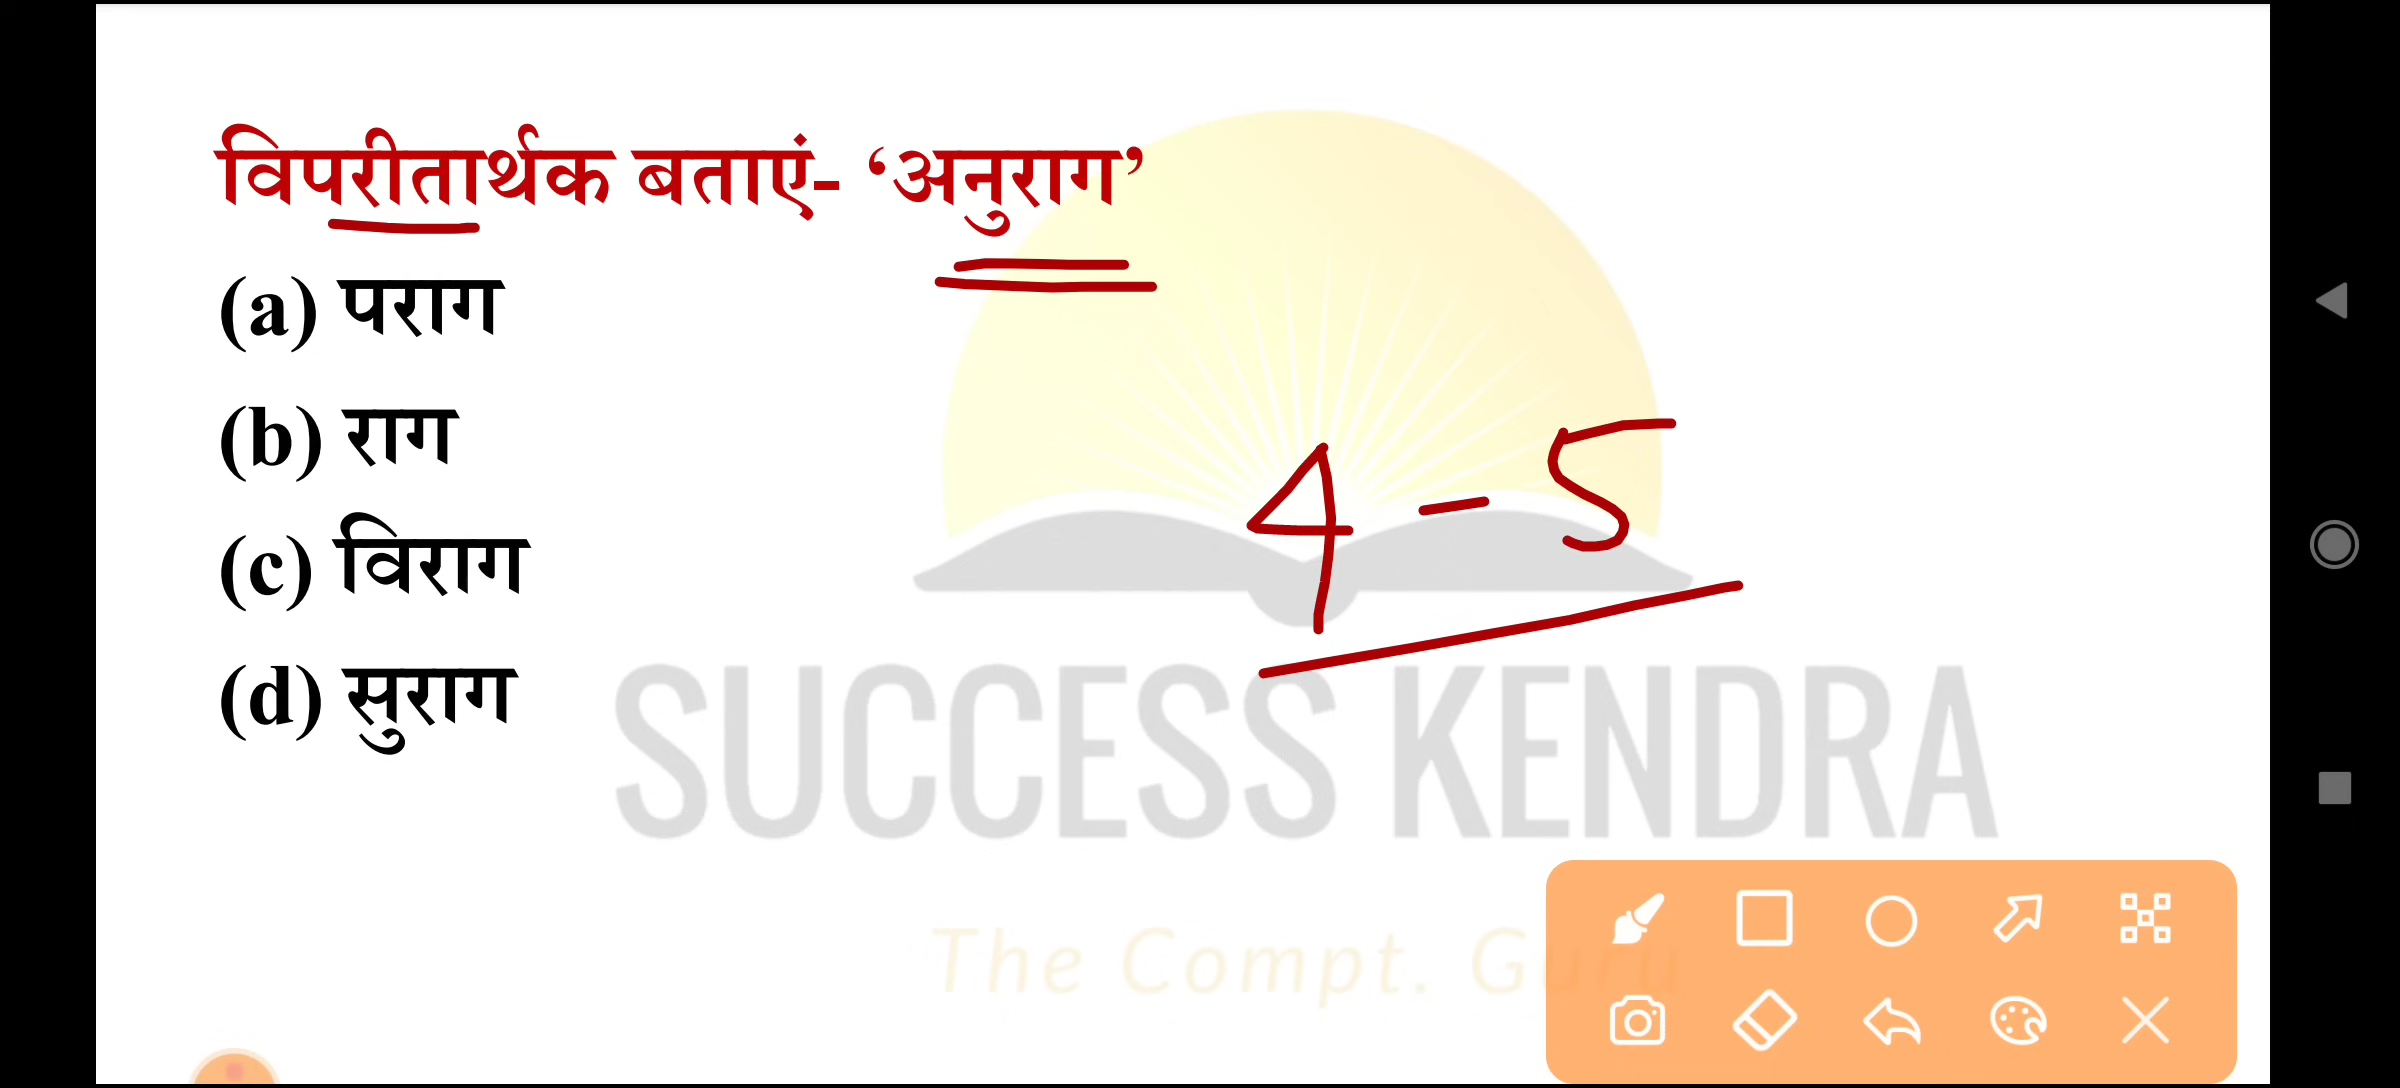 विपरीतार्थक बताएं- ‘अनुराग’
(a) पराग
(b) राग
(c) विराग
(d) सुराग
4 - 5
SUCCESS KENDRA
The Compt. Guru